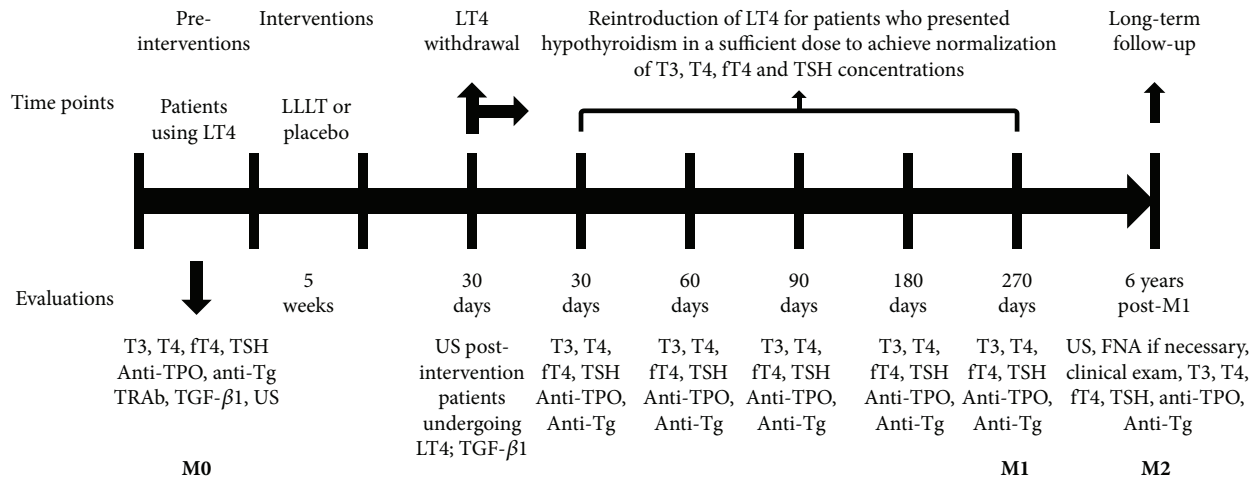 Pre-
interventions
Interventions
LT4
withdrawal
Reintroduction of LT4 for patients who presented
hypothyroidism in a sufficient dose to achieve normalization
of T3, T4, fT4 and TSH concentrations
Long-term
follow-up
Time points
Patients
using LT4
LLLT or
placebo
Evaluations
5
weeks
30
days
30
days
60
days
90
days
180
days
270
days
6 years
post-M1
T3, T4, fT4, TSH
Anti-TPO, anti-Tg
TRAb, TGF-β1, US
US post-
intervention
patients
undergoing
LT4; TGF-β1
T3, T4,
fT4, TSH
Anti-TPO,
Anti-Tg
T3, T4,
fT4, TSH
Anti-TPO,
Anti-Tg
T3, T4,
fT4, TSH
Anti-TPO,
Anti-Tg
T3, T4,
fT4, TSH
Anti-TPO,
Anti-Tg
T3, T4,
fT4, TSH
Anti-TPO,
Anti-Tg
US, FNA if necessary,
clinical exam, T3, T4,
fT4, TSH, anti-TPO,
Anti-Tg
M0
M1
M2